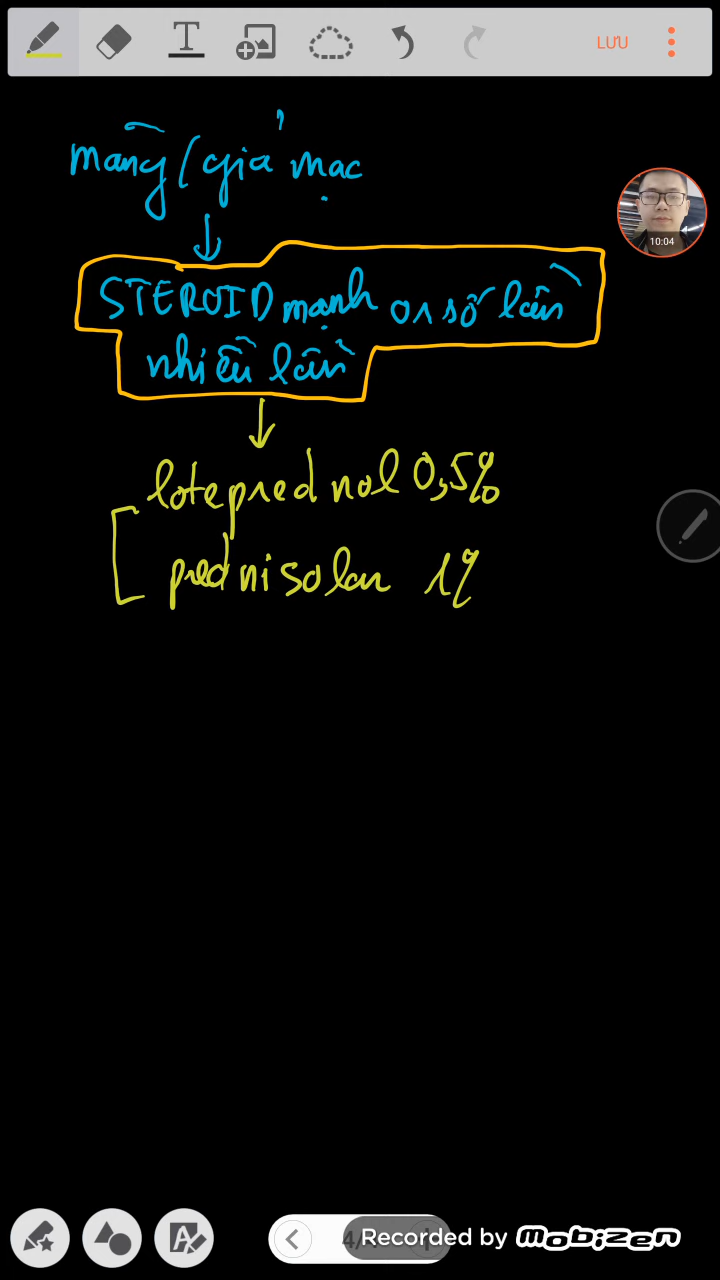 T
LƯU
màng/giả mạc
10:04
STEROID mạnh or số lần
nhiều lần
loteprednol 0,5%
prednisolon 1%
Recorded by mobizen